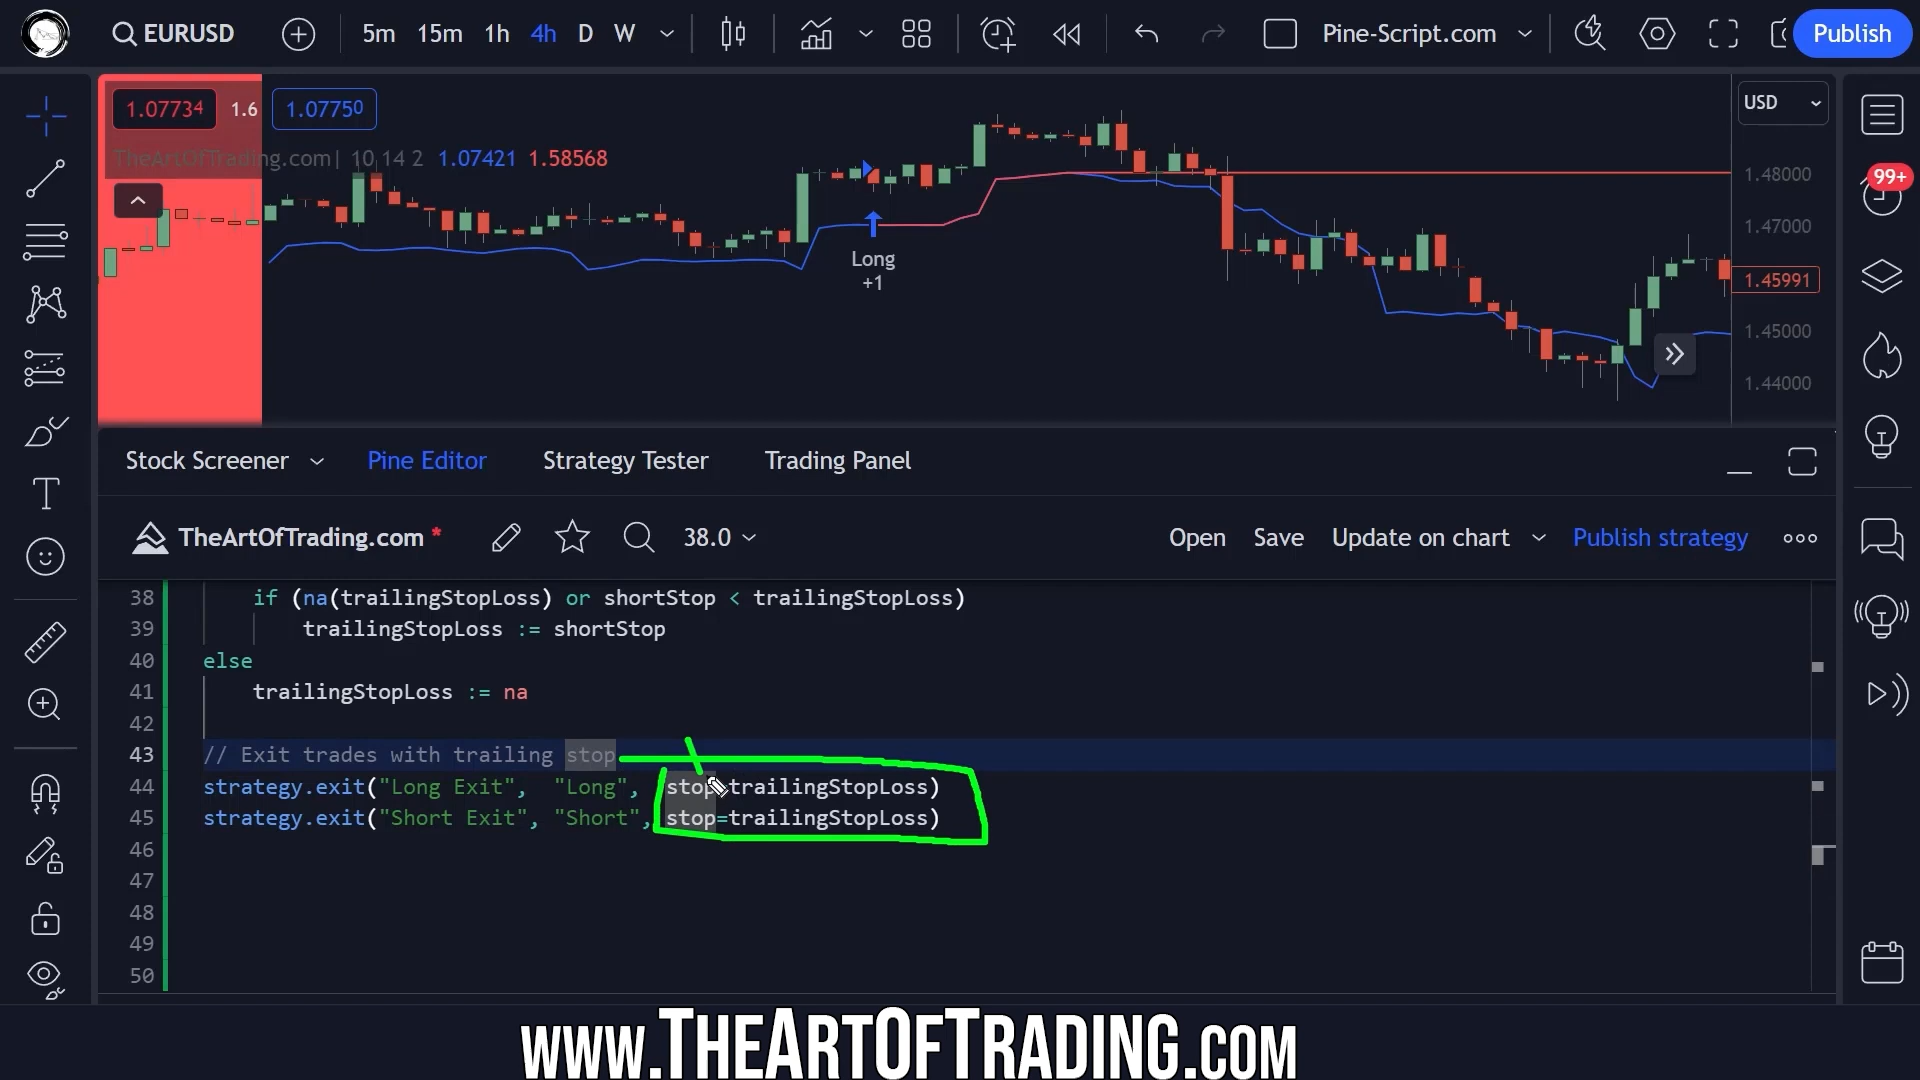 EURUSD 5m 15m 1h 4h D W Pine-Script.com Publish
1.07734 1.6 1.07750 USD
TheArtOfTrading.com 10 14 2 1.07421 1.58568
1.48000
99+
1.47000
Long
+1
1.45991
1.45000
1.44000
Stock Screener Pine Editor Strategy Tester Trading Panel
TheArtOfTrading.com * 38.0 Open Save Update on chart Publish strategy
38 if (na(trailingStopLoss) or shortStop < trailingStopLoss)
39 trailingStopLoss := shortStop
40 else
41 trailingStopLoss := na
42
43 // Exit trades with trailing stop
44 strategy.exit("Long Exit", "Long", stop=trailingStopLoss)
45 strategy.exit("Short Exit", "Short", stop=trailingStopLoss)
46
47
48
49
50
www.TheArtOfTrading.com